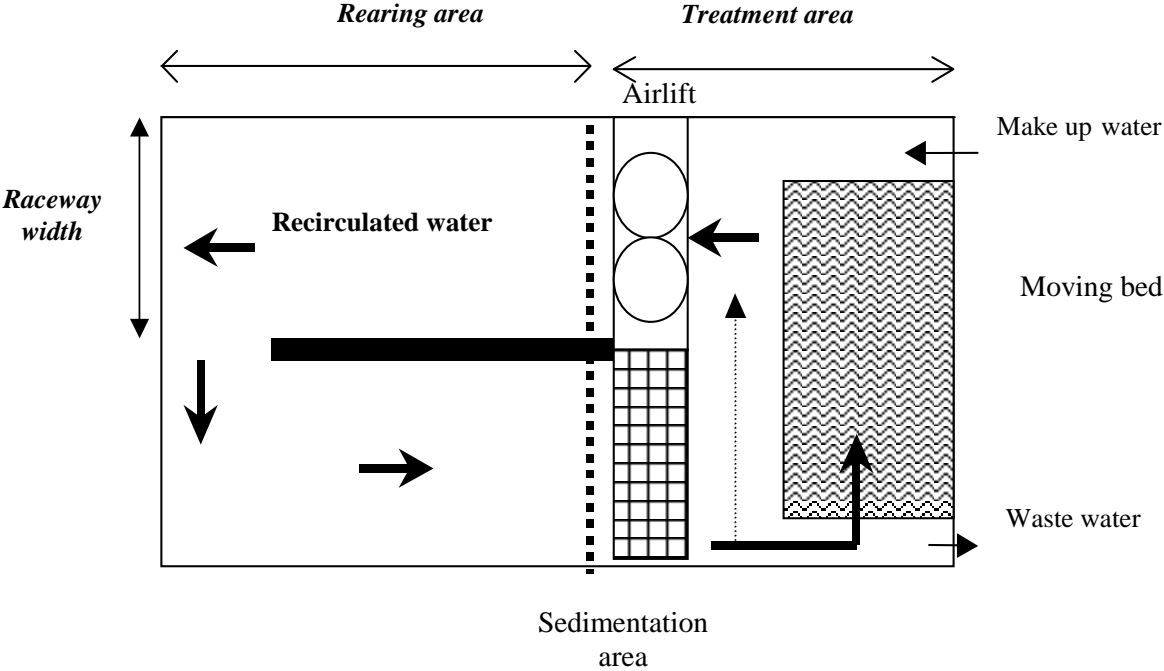 Rearing area
Treatment area
Airlift
Make up water
Raceway
width
Recirculated water
Moving bed
Waste water
Sedimentation
area